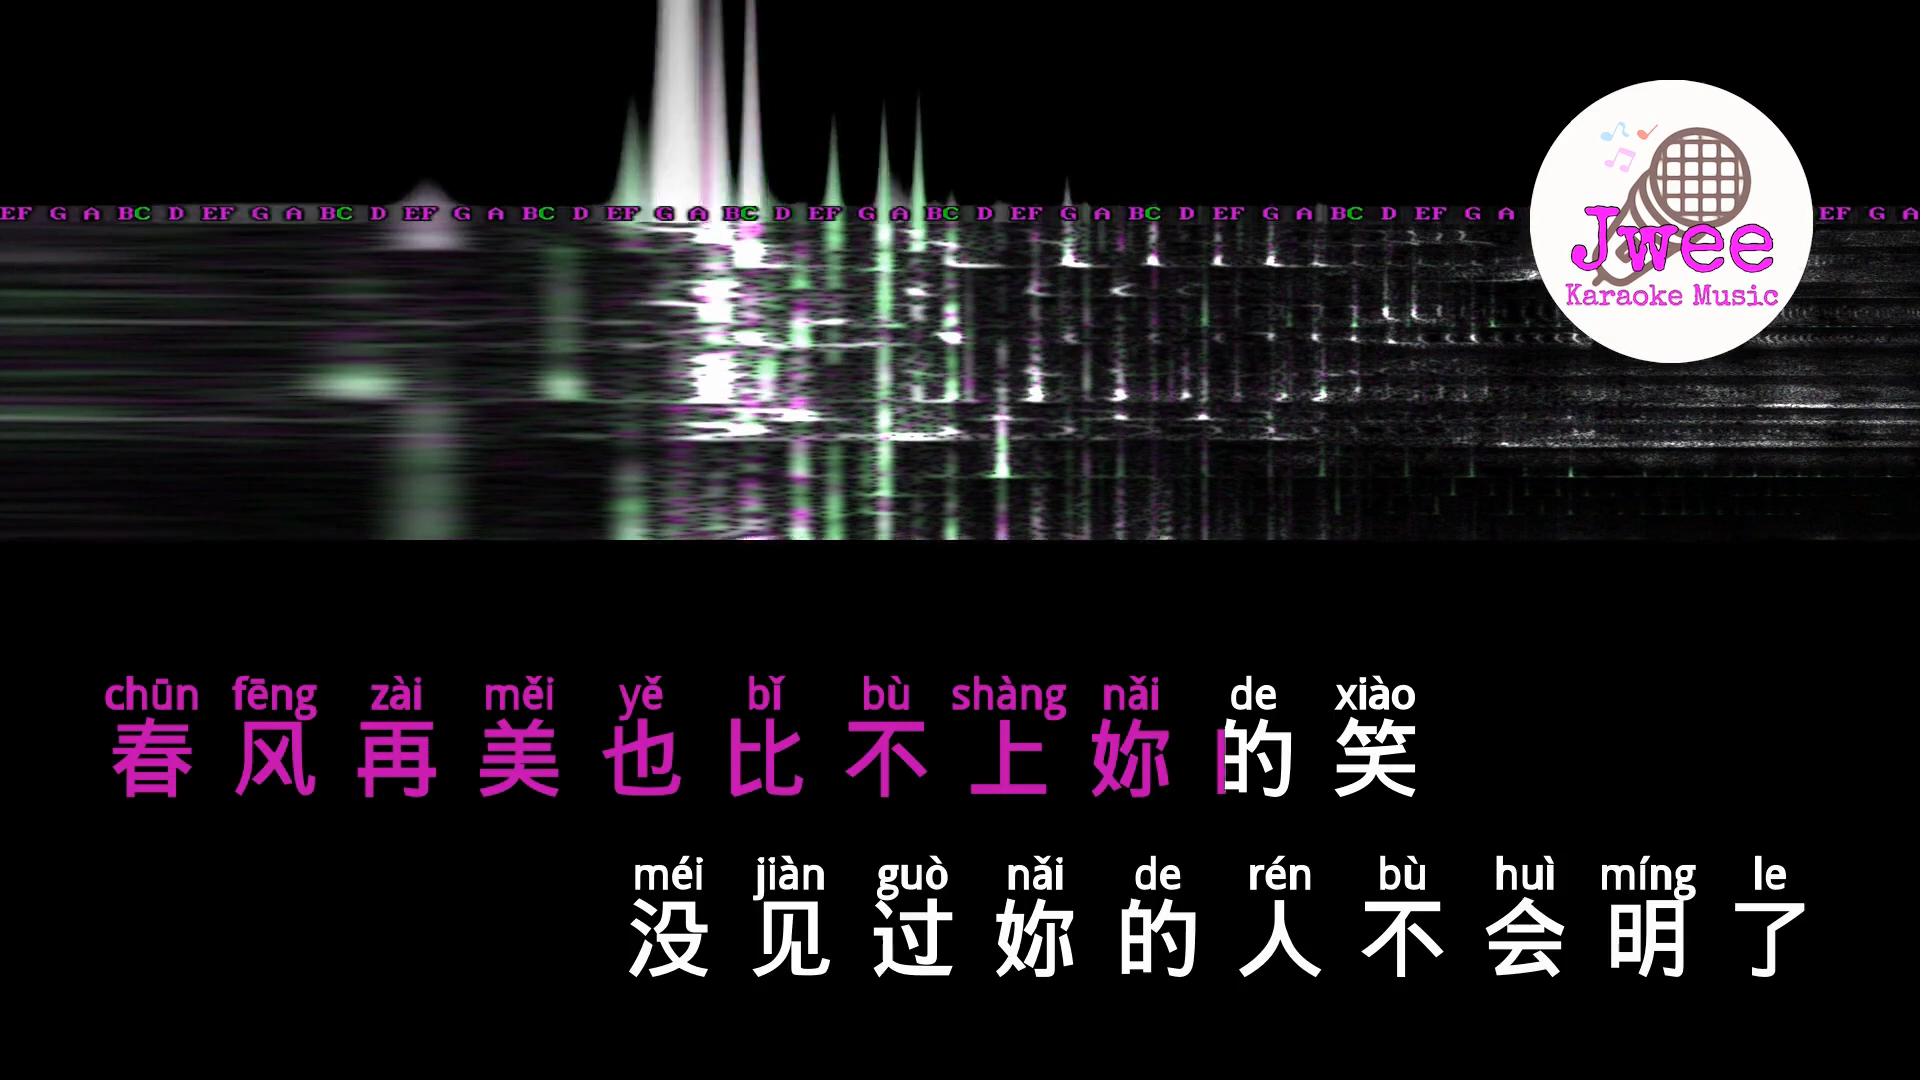 EF G A BC D EF G A BC D EF G A BC D EF G A BC D EF G A BC D EF G A BC D EF G A BC D EF G A EF G A
Jwee
Karaoke Music
chūn fēng zài měi yě bǐ bù shàng nǎi de xiào
春风再美也比不上妳的笑
méi jiàn guò nǎi de rén bù huì míng le
没见过妳的人不会明了